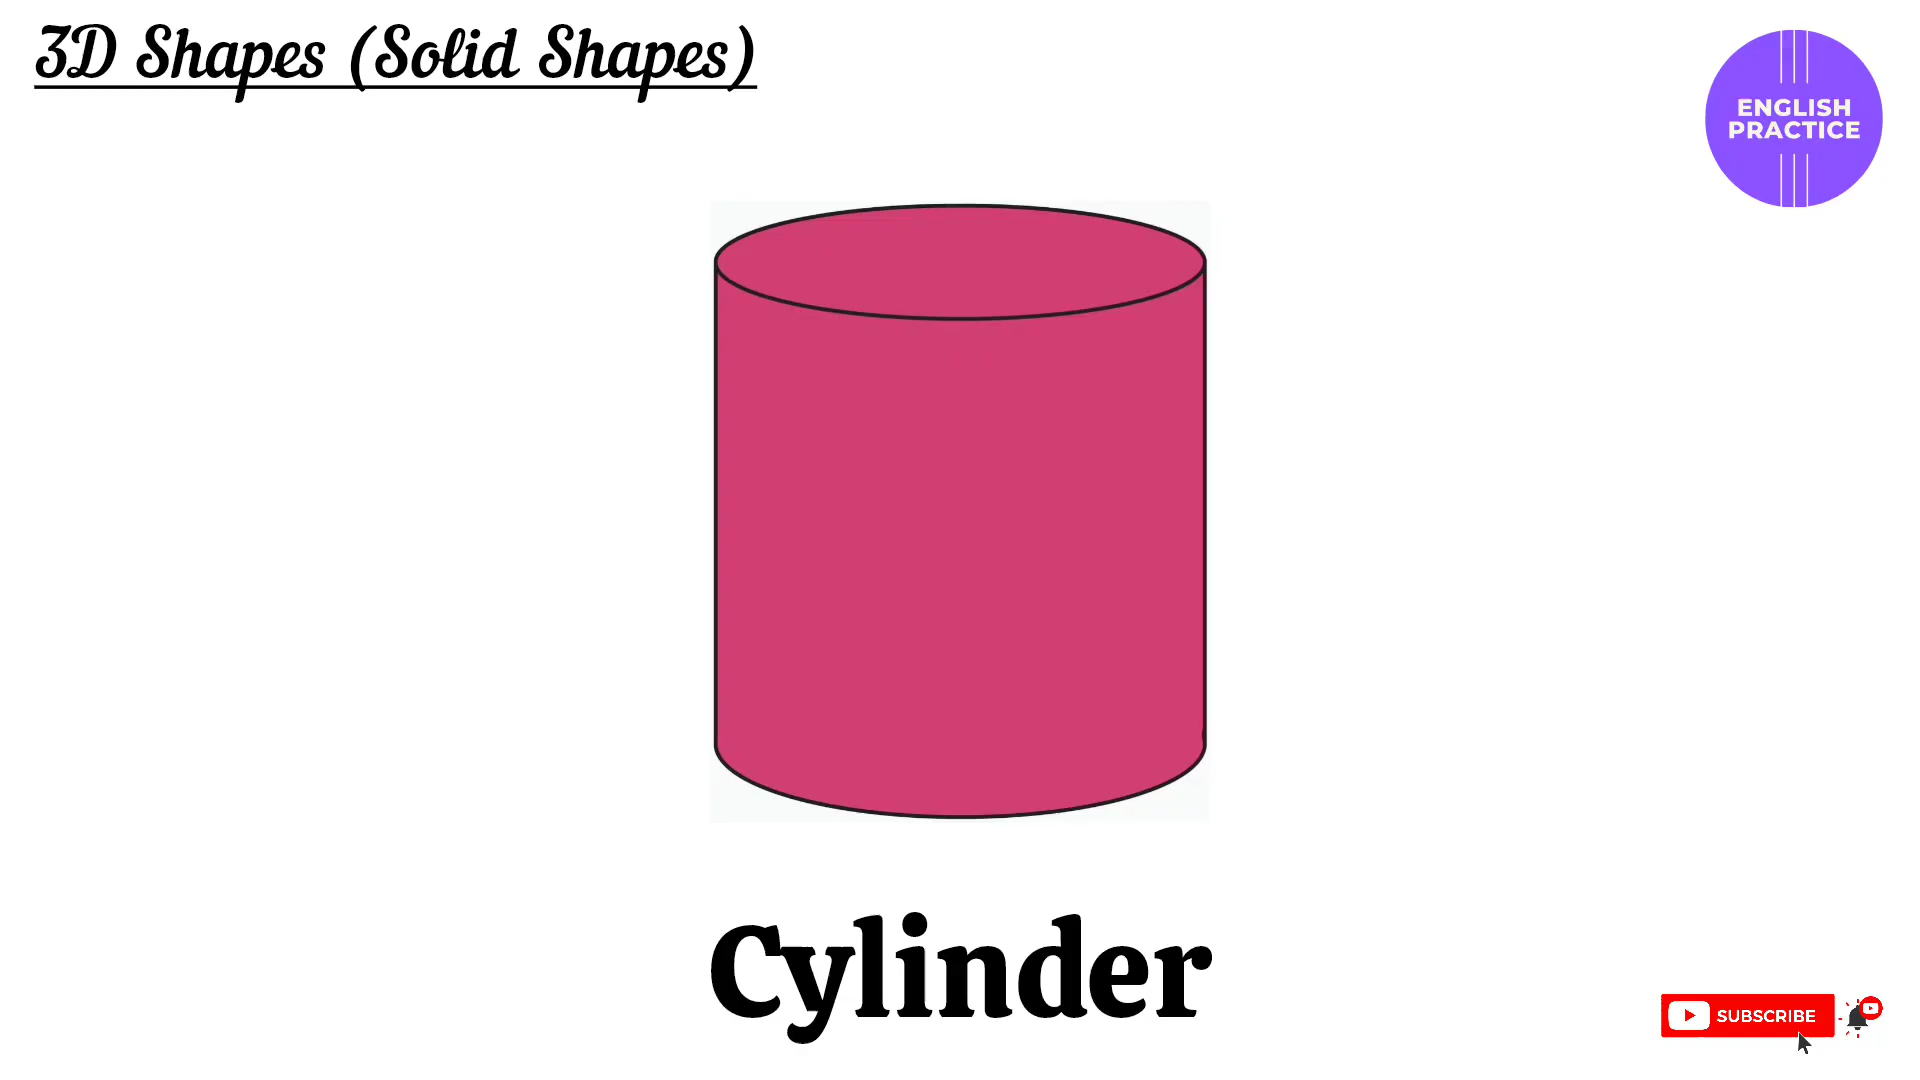 3D Shapes (Solid Shapes)
ENGLISH
PRACTICE
Cylinder
SUBSCRIBE